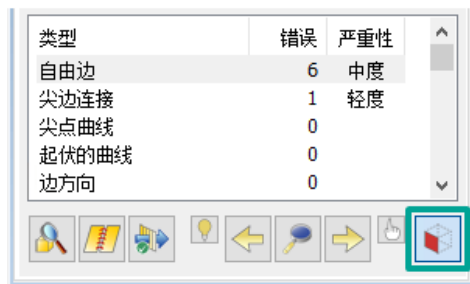 类型 错误 严重性
自由边 6 中度
尖边连接 1 轻度
尖点曲线 0
起伏的曲线 0
边方向 0